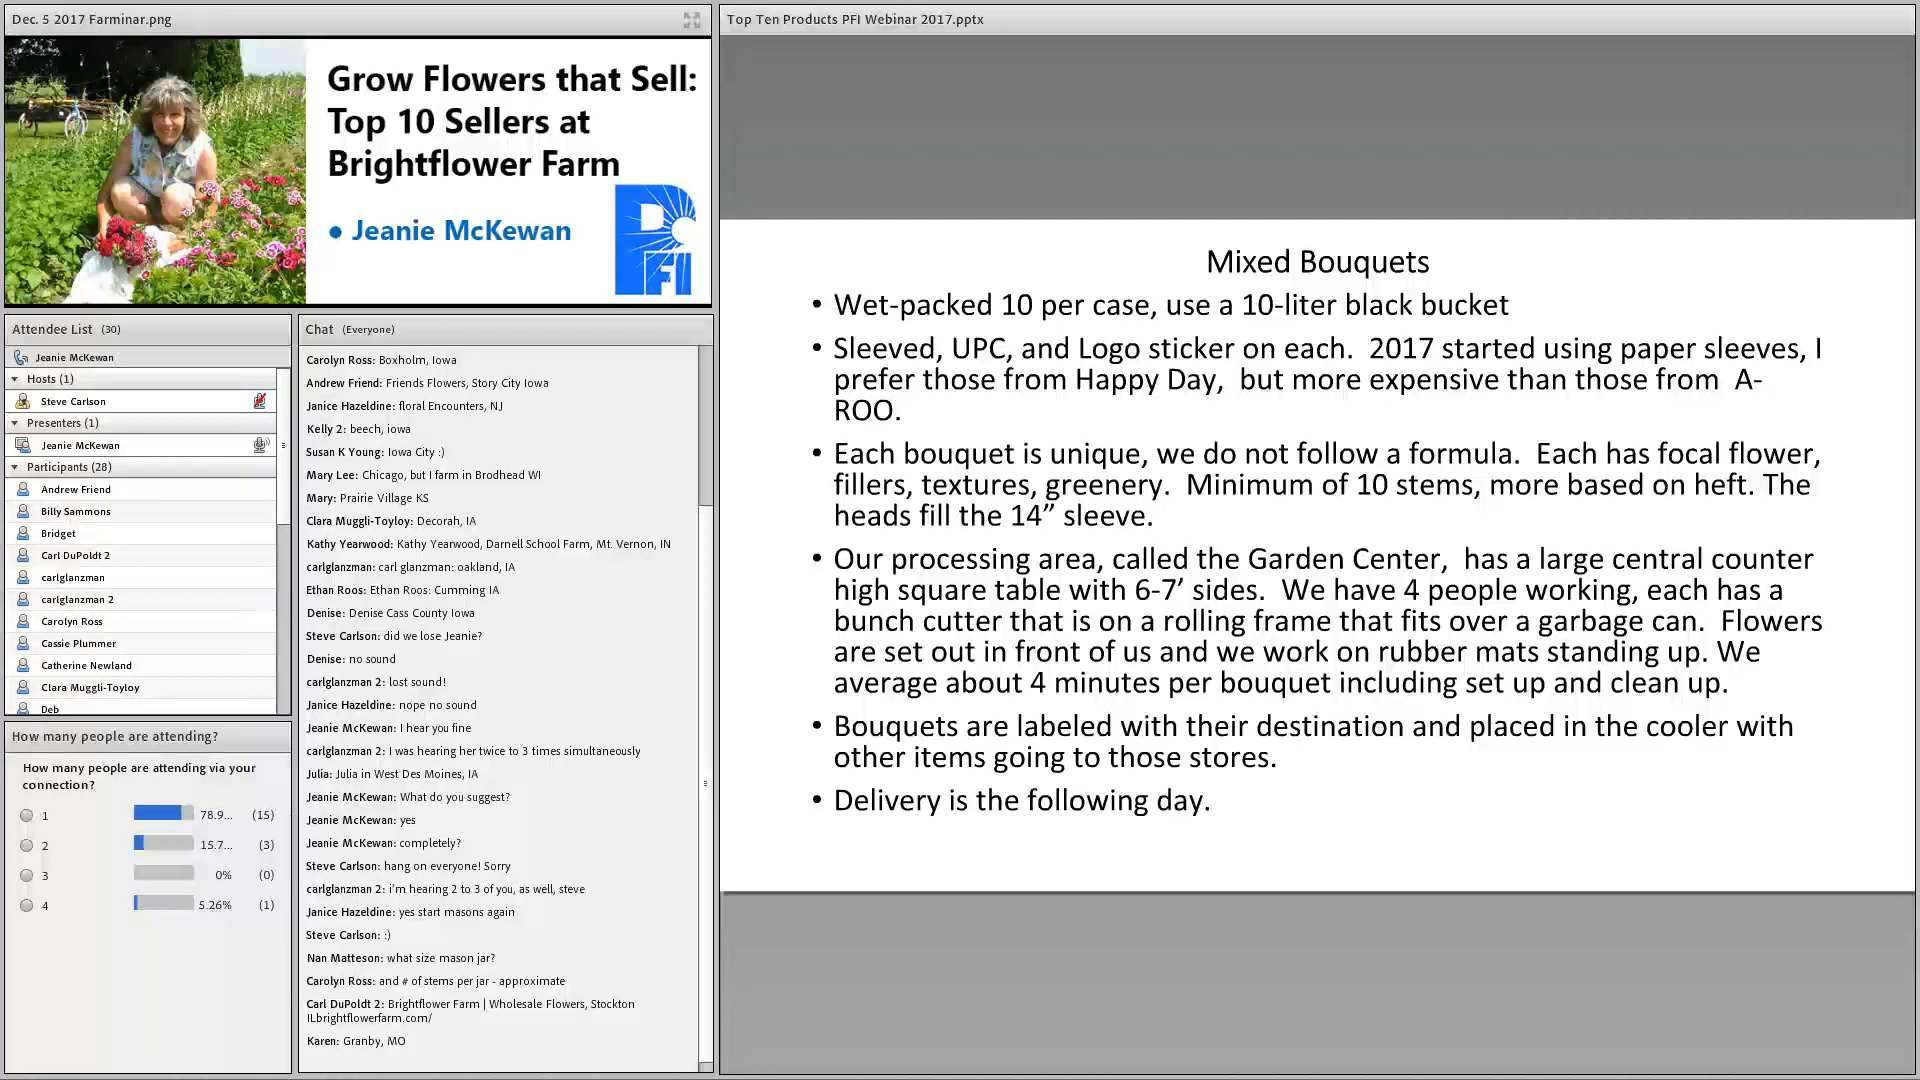 Dec. 5 2017 Farminar.png
Grow Flowers that Sell:
Top 10 Sellers at
Brightflower Farm
• Jeanie McKewan
PFI
Attendee List (30)
Jeanie McKewan
Hosts (1)
Steve Carlson
Presenters (1)
Jeanie McKewan
Participants (28)
Andrew Friend
Billy Sammons
Bridget
Carl DuPoldt 2
carlglanzman
carlglanzman 2
Carolyn Ross
Cassie Plummer
Catherine Newland
Clara Muggli-Toyloy
Deb
How many people are attending?
How many people are attending via your
connection?
1 78.9... (15)
2 15.7... (3)
3 0% (0)
4 5.26% (1)
Chat (Everyone)
Carolyn Ross: Boxholm, Iowa
Andrew Friend: Friends Flowers, Story City Iowa
Janice Hazeldine: floral Encounters, NJ
Kelly 2: beech, iowa
Susan K Young: Iowa City :)
Mary Lee: Chicago, but I farm in Brodhead WI
Mary: Prairie Village KS
Clara Muggli-Toyloy: Decorah, IA
Kathy Yearwood: Kathy Yearwood, Darnell School Farm, Mt. Vernon, IN
carlglanzman: carl glanzman: oakland, IA
Ethan Roos: Ethan Roos: Cumming IA
Denise: Denise Cass County Iowa
Steve Carlson: did we lose Jeanie?
Denise: no sound
carlglanzman 2: lost sound!
Janice Hazeldine: nope no sound
Jeanie McKewan: I hear you fine
carlglanzman 2: I was hearing her twice to 3 times simultaneously
Julia: Julia in West Des Moines, IA
Jeanie McKewan: What do you suggest?
Jeanie McKewan: yes
Jeanie McKewan: completely?
Steve Carlson: hang on everyone! Sorry
carlglanzman 2: i'm hearing 2 to 3 of you, as well, steve
Janice Hazeldine: yes start masons again
Steve Carlson: :)
Nan Matteson: what size mason jar?
Carolyn Ross: and # of stems per jar - approximate
Carl DuPoldt 2: Brightflower Farm | Wholesale Flowers, Stockton
ILbrightflowerfarm.com/
Karen: Granby, MO
Top Ten Products PFI Webinar 2017.pptx
Mixed Bouquets
• Wet-packed 10 per case, use a 10-liter black bucket
• Sleeved, UPC, and Logo sticker on each. 2017 started using paper sleeves, I
prefer those from Happy Day, but more expensive than those from A-
ROO.
• Each bouquet is unique, we do not follow a formula. Each has focal flower,
fillers, textures, greenery. Minimum of 10 stems, more based on heft. The
heads fill the 14” sleeve.
• Our processing area, called the Garden Center, has a large central counter
high square table with 6-7’ sides. We have 4 people working, each has a
bunch cutter that is on a rolling frame that fits over a garbage can. Flowers
are set out in front of us and we work on rubber mats standing up. We
average about 4 minutes per bouquet including set up and clean up.
• Bouquets are labeled with their destination and placed in the cooler with
other items going to those stores.
• Delivery is the following day.